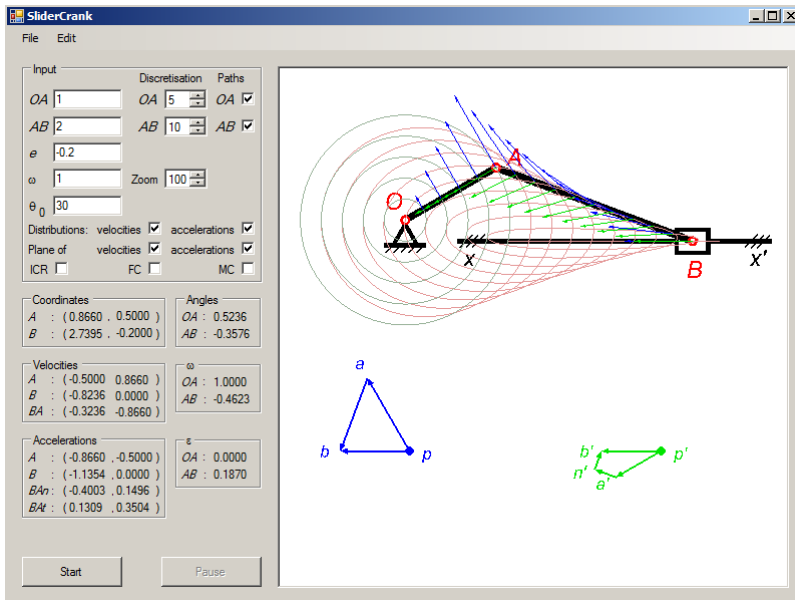 SliderCrank
File Edit
Input
Discretisation Paths
OA 1 OA 5 OA
AB 2 AB 10 AB
e -0.2
ω 1 Zoom 100
θ0 30
Distributions: velocities accelerations
Plane of velocities accelerations
ICR FC MC
Coordinates
A : ( 0.8660 , 0.5000 )
B : ( 2.7395 , -0.2000 )
Angles
OA : 0.5236
AB : -0.3576
Velocities
A : (-0.5000 0.8660 )
B : (-0.8236 0.0000 )
BA : (-0.3236 -0.8660 )
ω
OA : 1.0000
AB : -0.4623
Accelerations
A : (-0.8660 ,-0.5000 )
B : (-1.1354 ,0.0000 )
BAn : (-0.4003 ,0.1496 )
BAt : (0.1309 ,0.3504 )
ε
OA : 0.0000
AB : 0.1870
Start Pause
A
O
x B x'
a
b p
b' p'
n'
a'